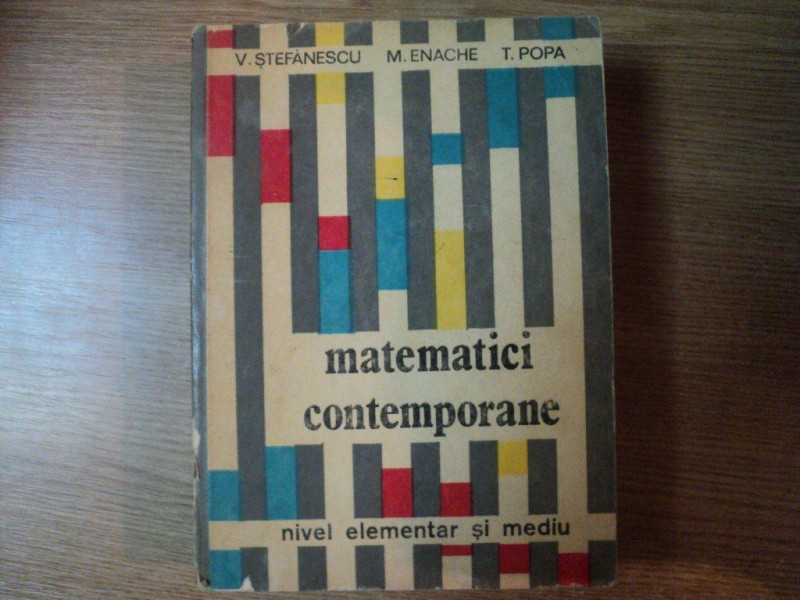 V. ŞTEFĂNESCU M. ENACHE T. POPA
matematici
contemporane
nivel elementar şi mediu